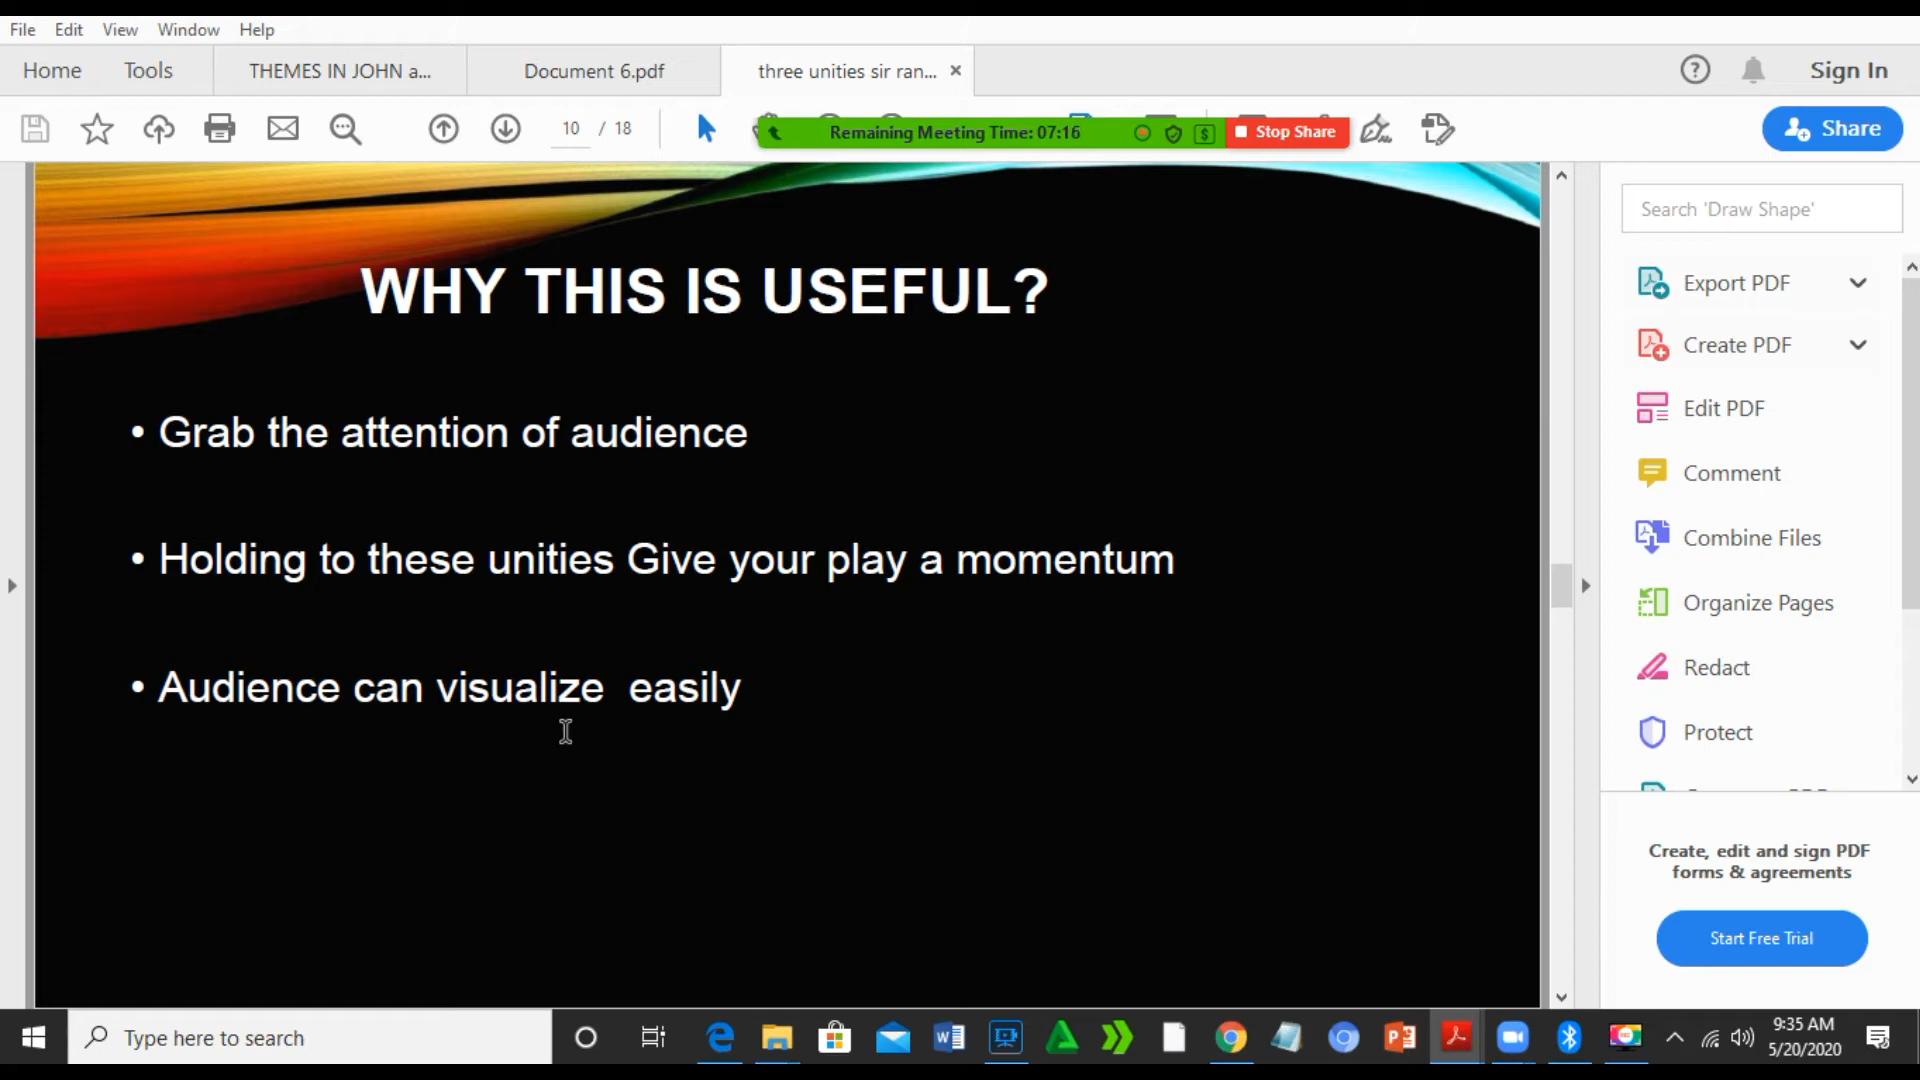 File Edit View Window Help
Home Tools THEMES IN JOHN a... Document 6.pdf three unities sir ran... ×
10 / 18 Remaining Meeting Time: 07:16 Stop Share Share
Search 'Draw Shape'
WHY THIS IS USEFUL?
• Grab the attention of audience
• Holding to these unities Give your play a momentum
• Audience can visualize easily
Export PDF
Create PDF
Edit PDF
Comment
Combine Files
Organize Pages
Redact
Protect
Create, edit and sign PDF
forms & agreements
Start Free Trial
Type here to search
9:35 AM
5/20/2020
Sign In